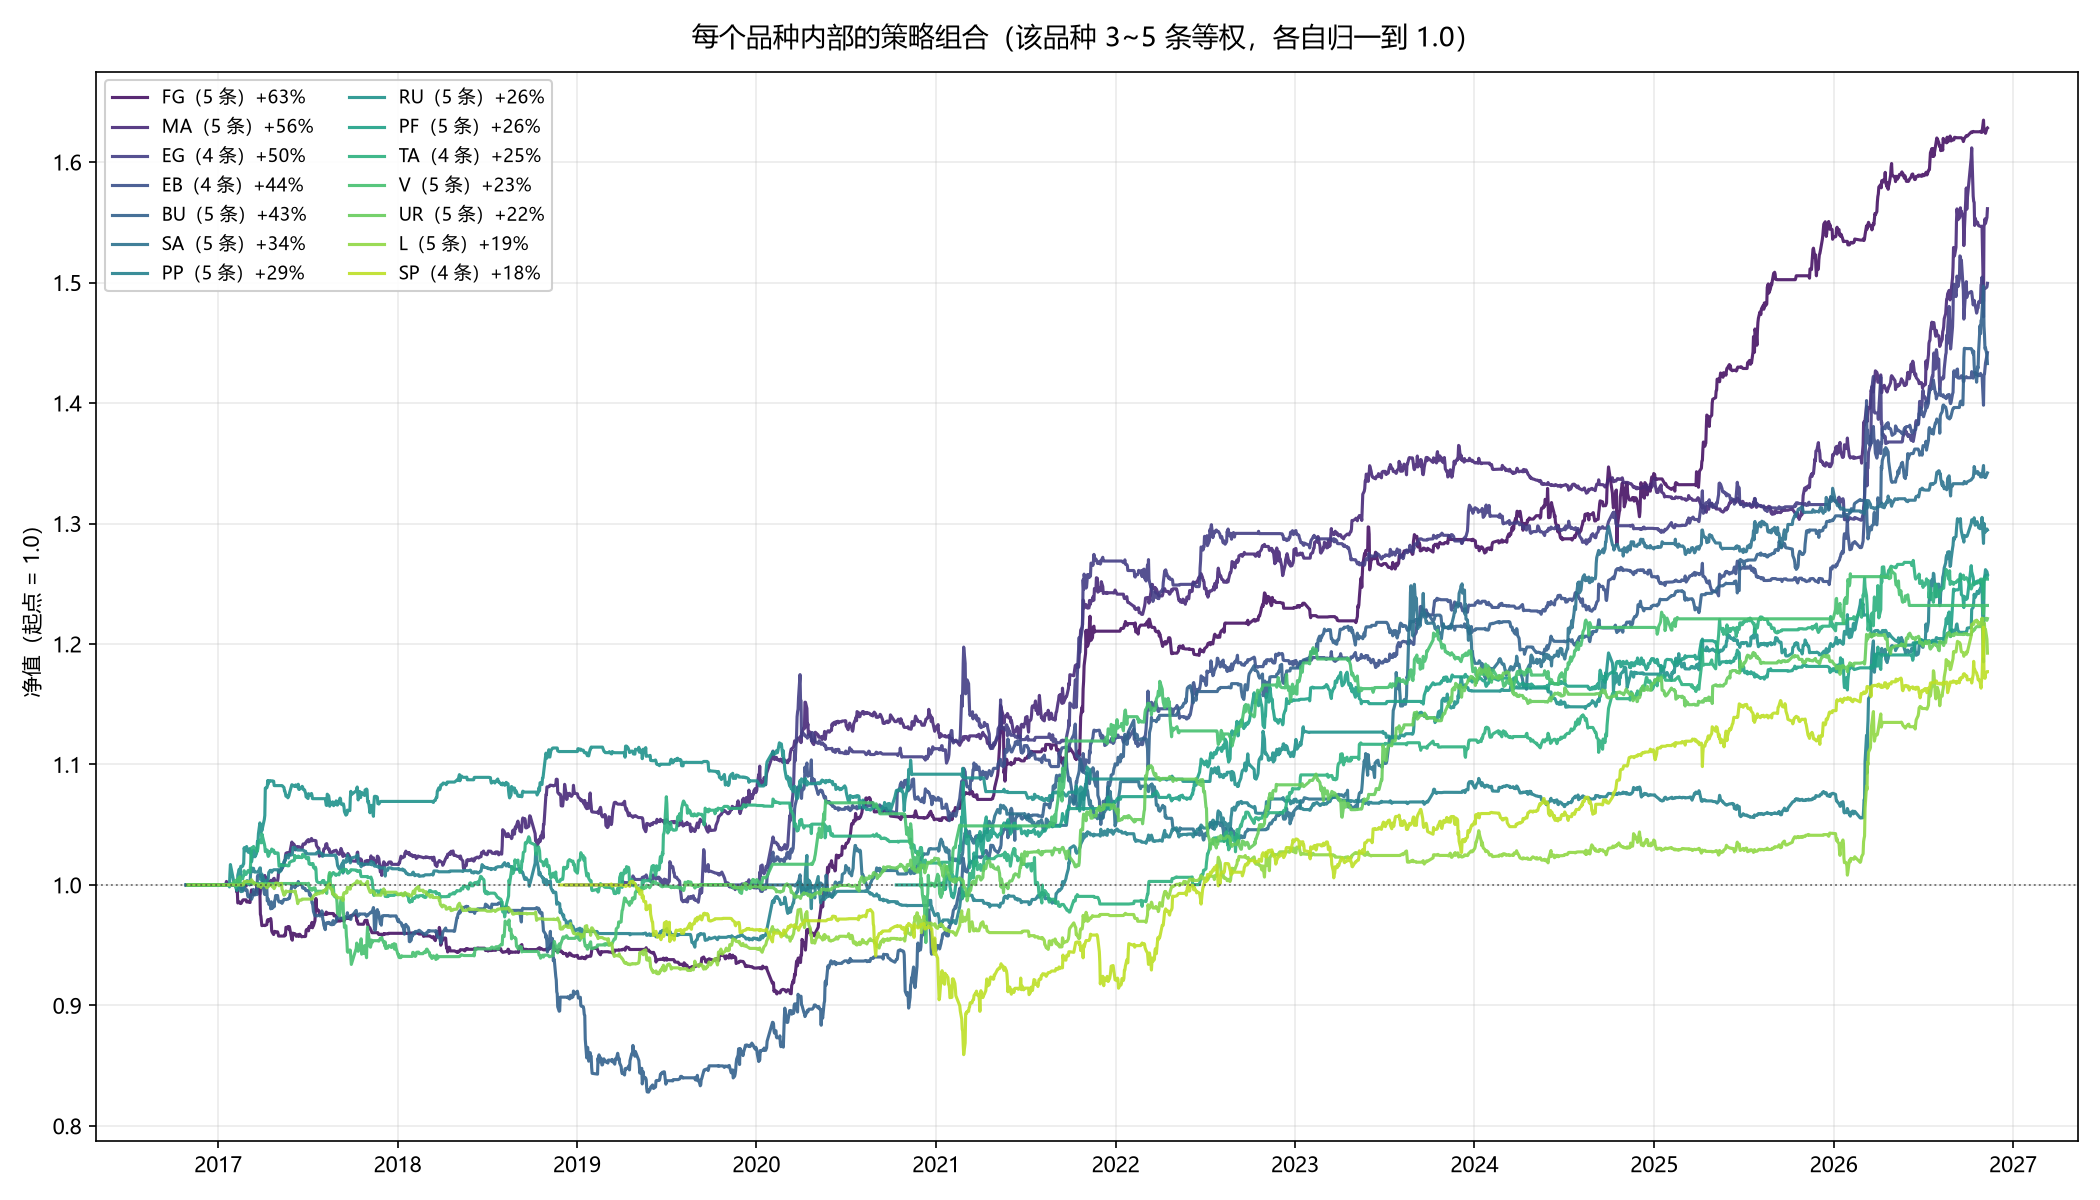 每个品种内部的策略组合（该品种 3~5 条等权，各自归一到 1.0）
FG（5 条）+63%
MA（5 条）+56%
EG（4 条）+50%
EB（4 条）+44%
BU（5 条）+43%
SA（5 条）+34%
PP（5 条）+29%
RU（5 条）+26%
PF（5 条）+26%
TA（4 条）+25%
V（5 条）+23%
UR（5 条）+22%
L（5 条）+19%
SP（4 条）+18%
净值（起点 = 1.0）
1.6
1.5
1.4
1.3
1.2
1.1
1.0
0.9
0.8
2017
2018
2019
2020
2021
2022
2023
2024
2025
2026
2027